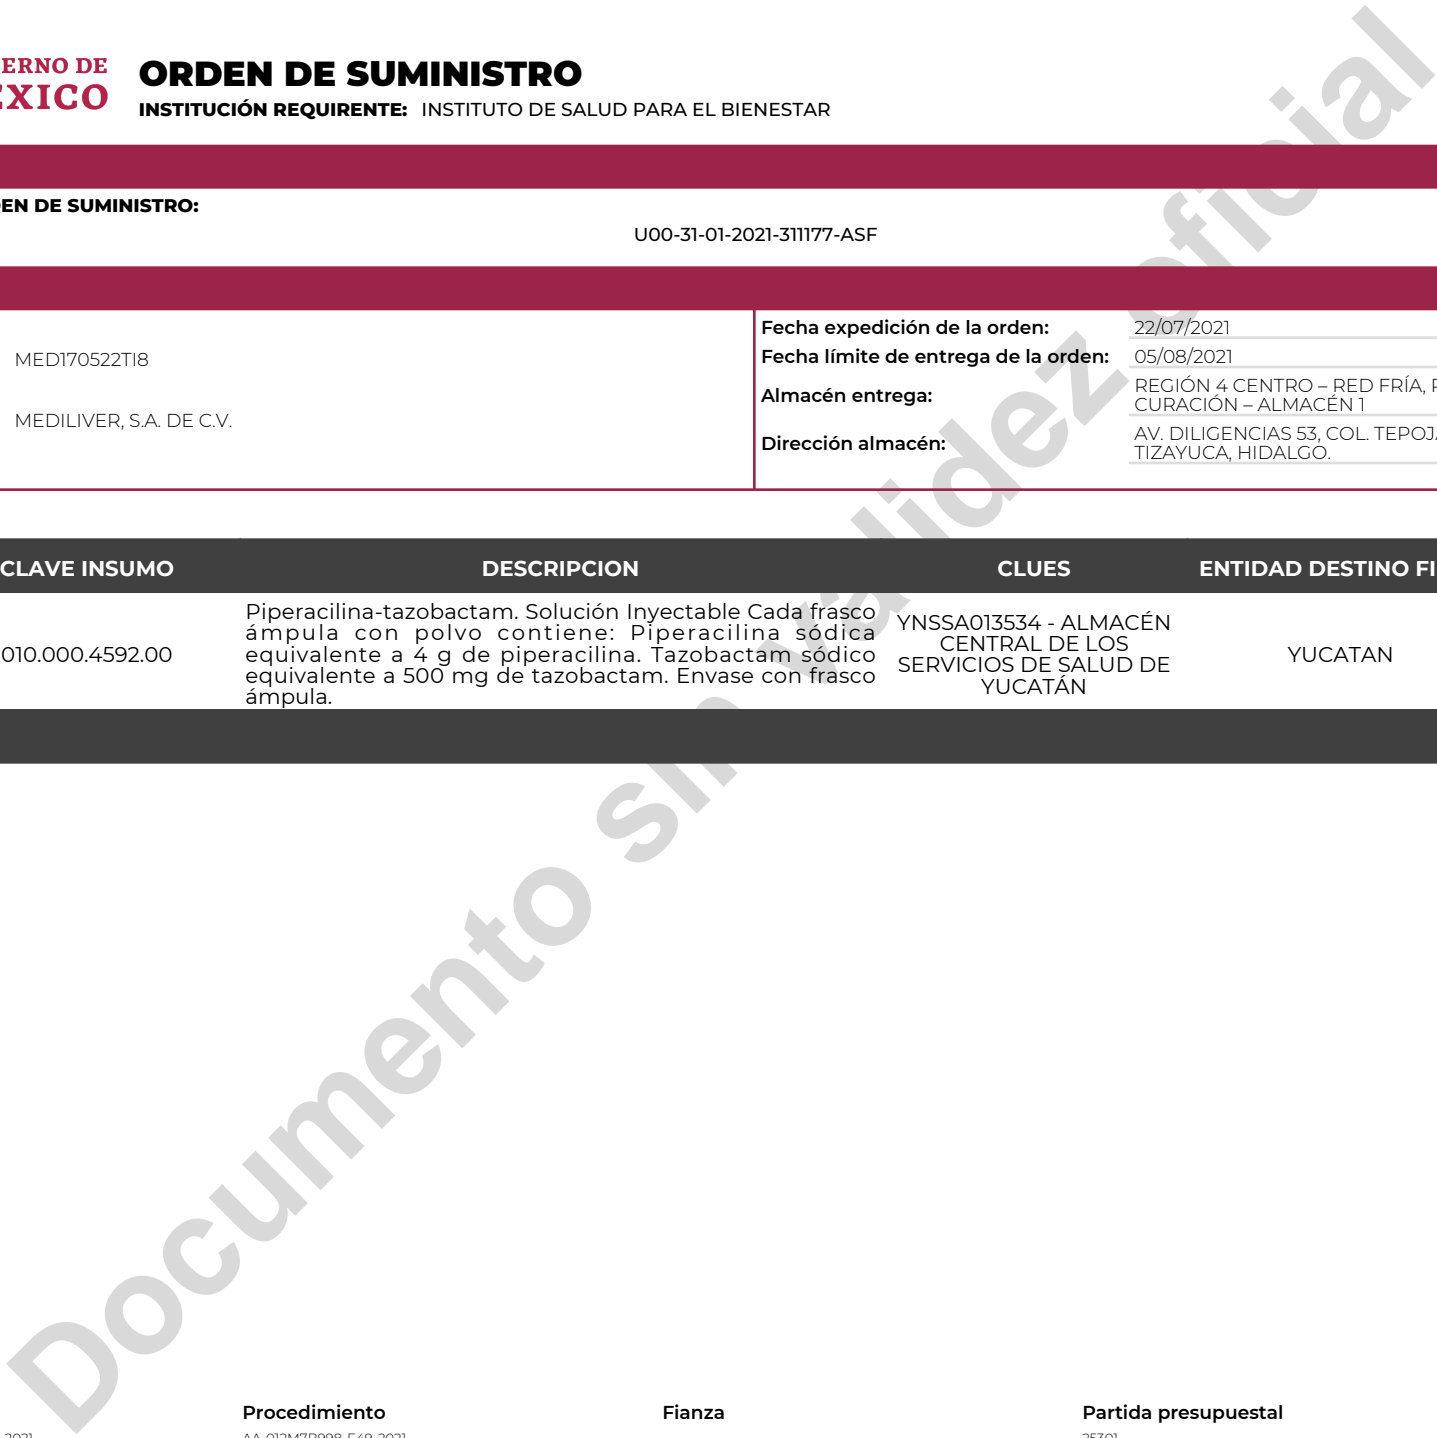 ERNO DE
ÉXICO
ORDEN DE SUMINISTRO
INSTITUCIÓN REQUIRENTE: INSTITUTO DE SALUD PARA EL BIENESTAR
EN DE SUMINISTRO:
U00-31-01-2021-311177-ASF
MED170522TI8
MEDILIVER, S.A. DE C.V.
Fecha expedición de la orden: 22/07/2021
Fecha límite de entrega de la orden: 05/08/2021
Almacén entrega: REGIÓN 4 CENTRO – RED FRÍA,
CURACIÓN – ALMACÉN 1
Dirección almacén: AV. DILIGENCIAS 53, COL. TEPOJA
TIZAYUCA, HIDALGO.
CLAVE INSUMO DESCRIPCION CLUES ENTIDAD DESTINO FI
010.000.4592.00
Piperacilina-tazobactam. Solución Inyectable Cada frasco
ámpula con polvo contiene: Piperacilina sódica
equivalente a 4 g de piperacilina. Tazobactam sódico
equivalente a 500 mg de tazobactam. Envase con frasco
ámpula.
YNSSA013534 - ALMACÉN
CENTRAL DE LOS
SERVICIOS DE SALUD DE
YUCATÁN
YUCATAN
Documento sin validez oficial
Procedimiento Fianza Partida presupuestal